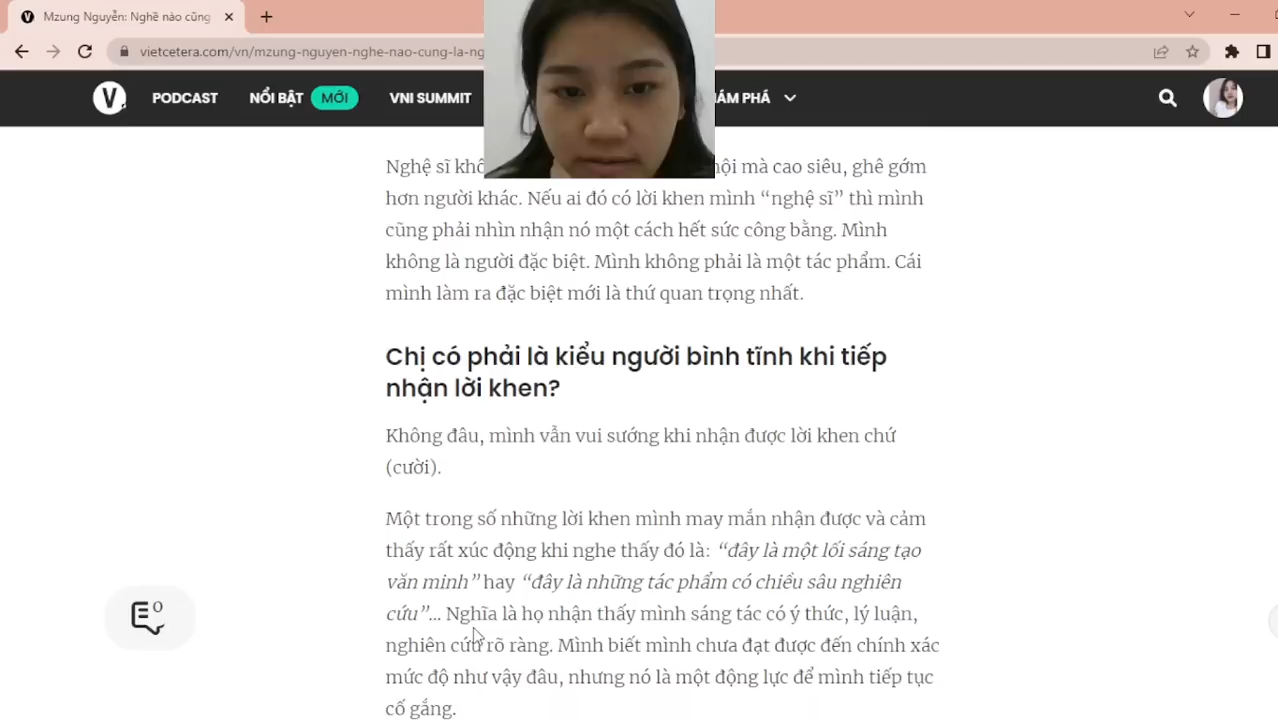 Mzung Nguyễn: Nghề nào cũng
vietcetera.com/vn/mzung-nguyen-nghe-nao-cung-la-ng
V.
PODCAST NỔI BẬT MỚI VNI SUMMIT PHÁ
Nghệ sĩ mà cao siêu, ghê gớm
hơn người khác. Nếu ai đó có lời khen mình “nghệ sĩ” thì mình
cũng phải nhìn nhận nó một cách hết sức công bằng. Mình
không là người đặc biệt. Mình không phải là một tác phẩm. Cái
mình làm ra đặc biệt mới là thứ quan trọng nhất.
Chị có phải là kiểu người bình tĩnh khi tiếp
nhận lời khen?
Không đâu, mình vẫn vui sướng khi nhận được lời khen chứ
(cười).
Một trong số những lời khen mình may mắn nhận được và cảm
thấy rất xúc động khi nghe thấy đó là: “đây là một lối sáng tạo
văn minh” hay “đây là những tác phẩm có chiều sâu nghiên
cứu”... Nghĩa là họ nhận thấy mình sáng tác có ý thức, lý luận,
nghiên cứu rõ ràng. Mình biết mình chưa đạt được đến chính xác
mức độ như vậy đâu, nhưng nó là một động lực để mình tiếp tục
cố gắng.
0